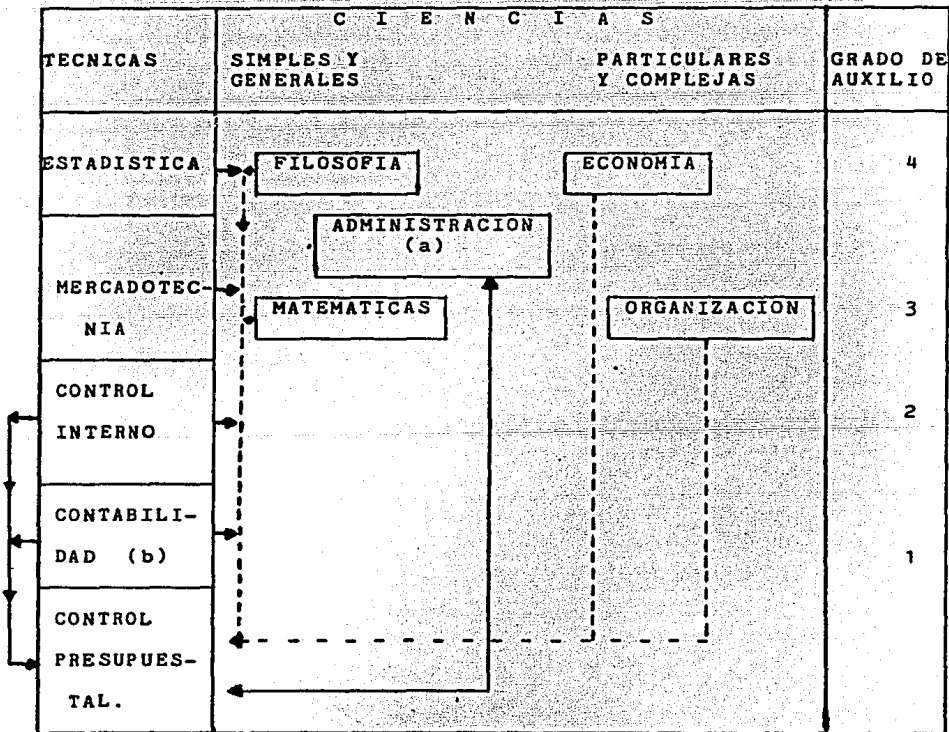 C I E N C I A S
TECNICAS SIMPLES Y PARTICULARES GRADO DE
GENERALES Y COMPLEJAS AUXILIO
ESTADISTICA FILOSOFIA ECONOMIA 4
ADMINISTRACION
(a)
MERCADOTEC-
MATEMATICAS ORGANIZACION 3
NIA
CONTROL
2
INTERNO
CONTABILI-
DAD (b) 1
CONTROL
PRESUPUES-
TAL.